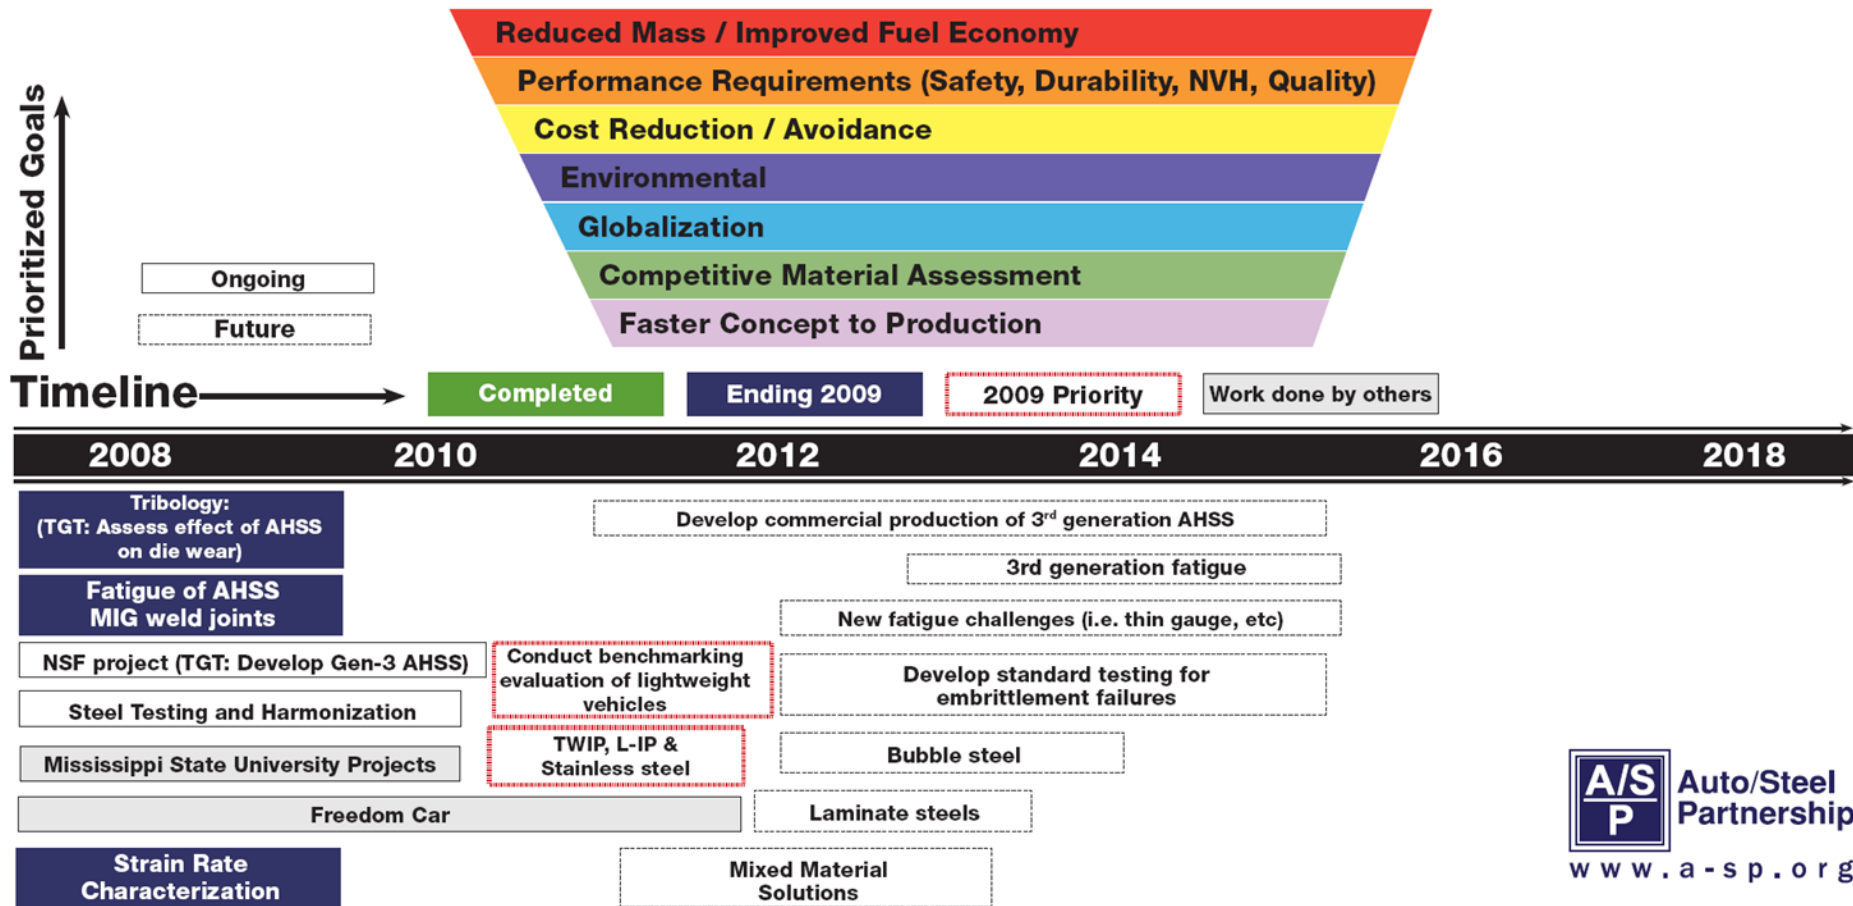 Prioritized Goals
Reduced Mass / Improved Fuel Economy
Performance Requirements (Safety, Durability, NVH, Quality)
Cost Reduction / Avoidance
Environmental
Globalization
Competitive Material Assessment
Faster Concept to Production
Ongoing
Future
Timeline
Completed
Ending 2009
2009 Priority
Work done by others
2008 2010 2012 2014 2016 2018
Tribology:
(TGT: Assess effect of AHSS
on die wear)
Fatigue of AHSS
MIG weld joints
NSF project (TGT: Develop Gen-3 AHSS)
Steel Testing and Harmonization
Mississippi State University Projects
Freedom Car
Strain Rate
Characterization
Conduct benchmarking
evaluation of lightweight
vehicles
TWIP, L-IP &
Stainless steel
Develop commercial production of 3rd generation AHSS
3rd generation fatigue
New fatigue challenges (i.e. thin gauge, etc)
Develop standard testing for
embrittlement failures
Bubble steel
Laminate steels
Mixed Material
Solutions
A/S
P
Auto/Steel
Partnership
www.a-sp.org